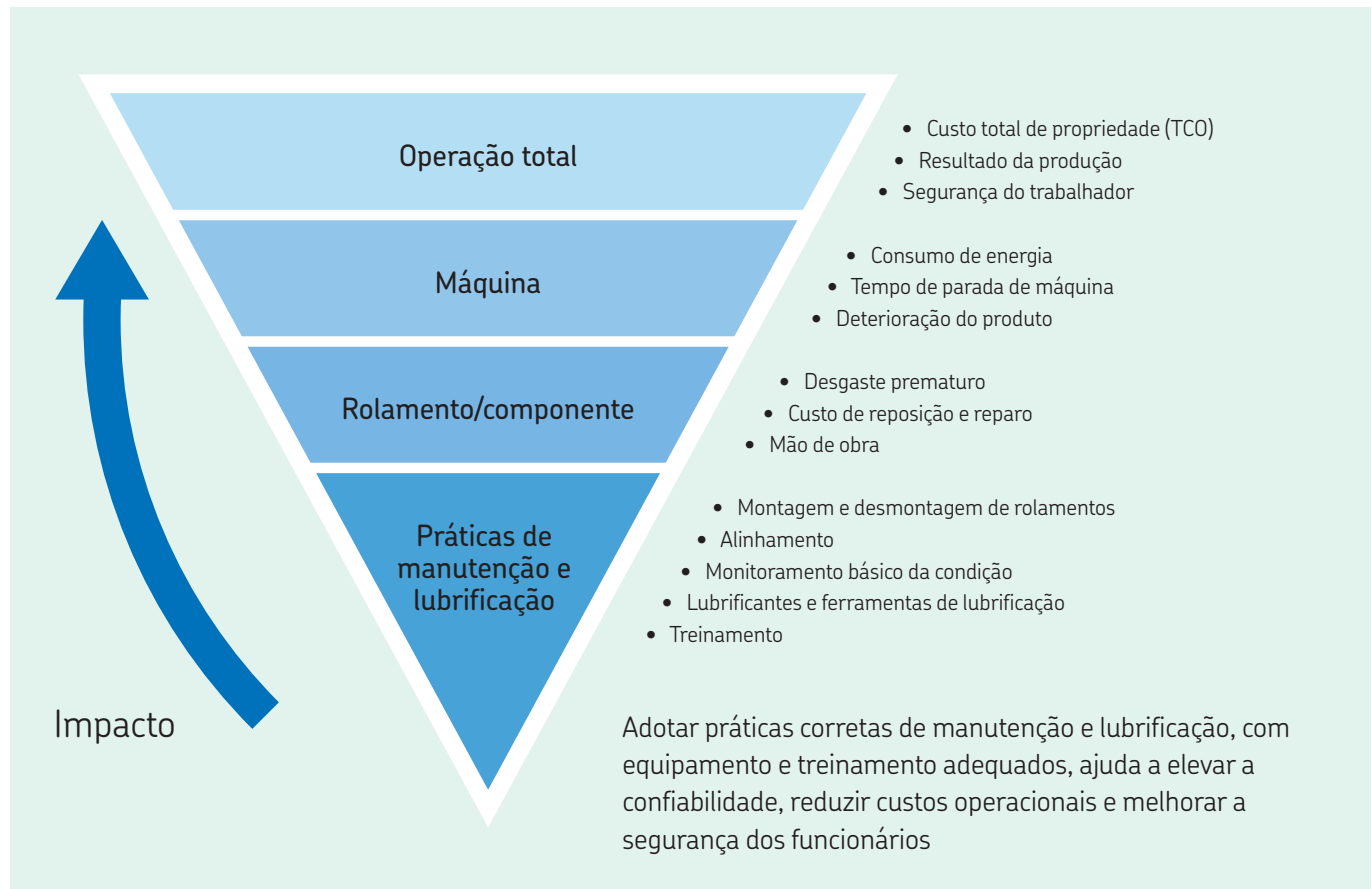 Operação total
• Custo total de propriedade (TCO)
• Resultado da produção
• Segurança do trabalhador
Máquina
• Consumo de energia
• Tempo de parada de máquina
• Deterioração do produto
Rolamento/componente
• Desgaste prematuro
• Custo de reposição e reparo
• Mão de obra
Práticas de
manutenção e
lubrificação
• Montagem e desmontagem de rolamentos
• Alinhamento
• Monitoramento básico da condição
• Lubrificantes e ferramentas de lubrificação
• Treinamento
Impacto
Adotar práticas corretas de manutenção e lubrificação, com
equipamento e treinamento adequados, ajuda a elevar a
confiabilidade, reduzir custos operacionais e melhorar a
segurança dos funcionários